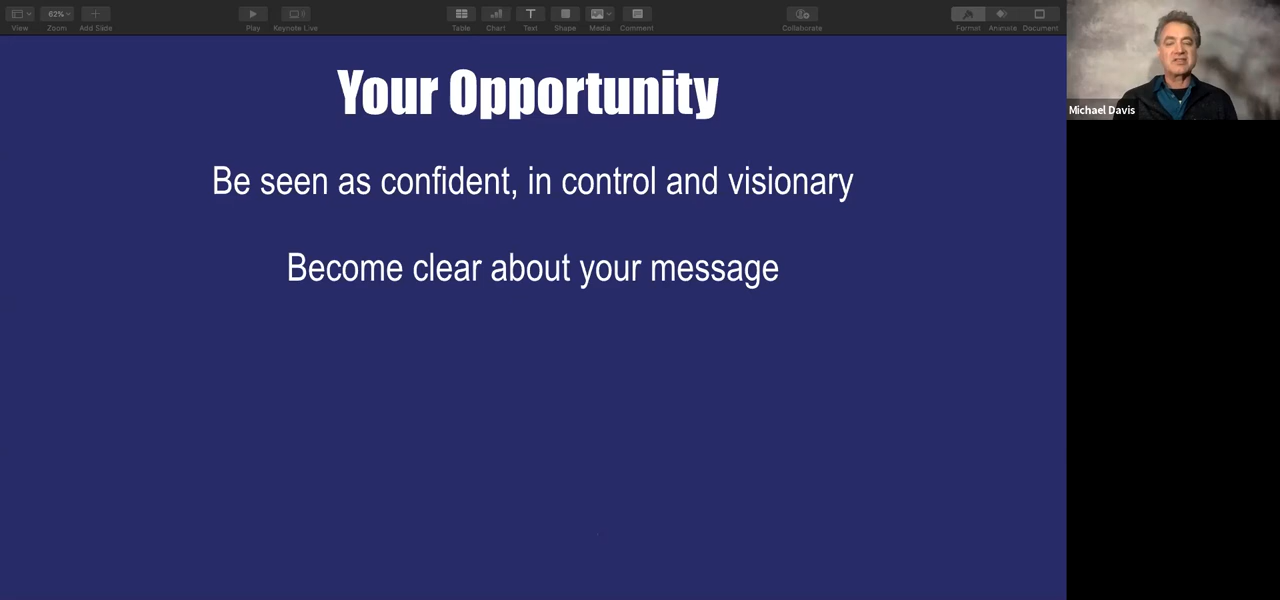 62%
View Zoom Add Slide Play Keynote Live Table Chart Text Shape Media Comment Collaborate Format Animate Document
Your Opportunity
Michael Davis
Be seen as confident, in control and visionary
Become clear about your message